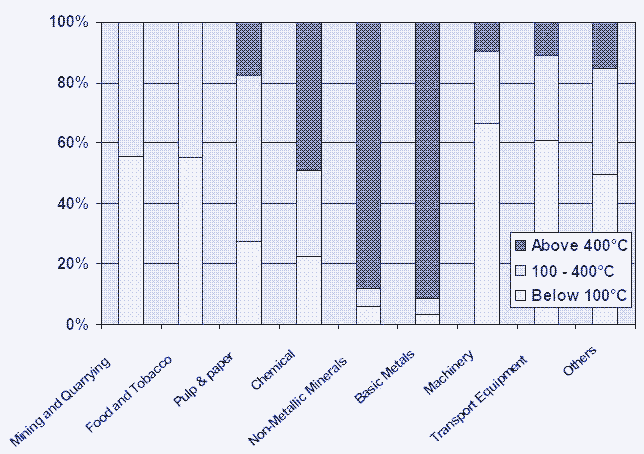 100%
80%
60%
40%
20%
0%
Above 400°C
100 - 400°C
Below 100°C
Mining and Quarrying
Food and Tobacco
Pulp & paper
Chemical
Non-Metallic Minerals
Basic Metals
Machinery
Transport Equipment
Others